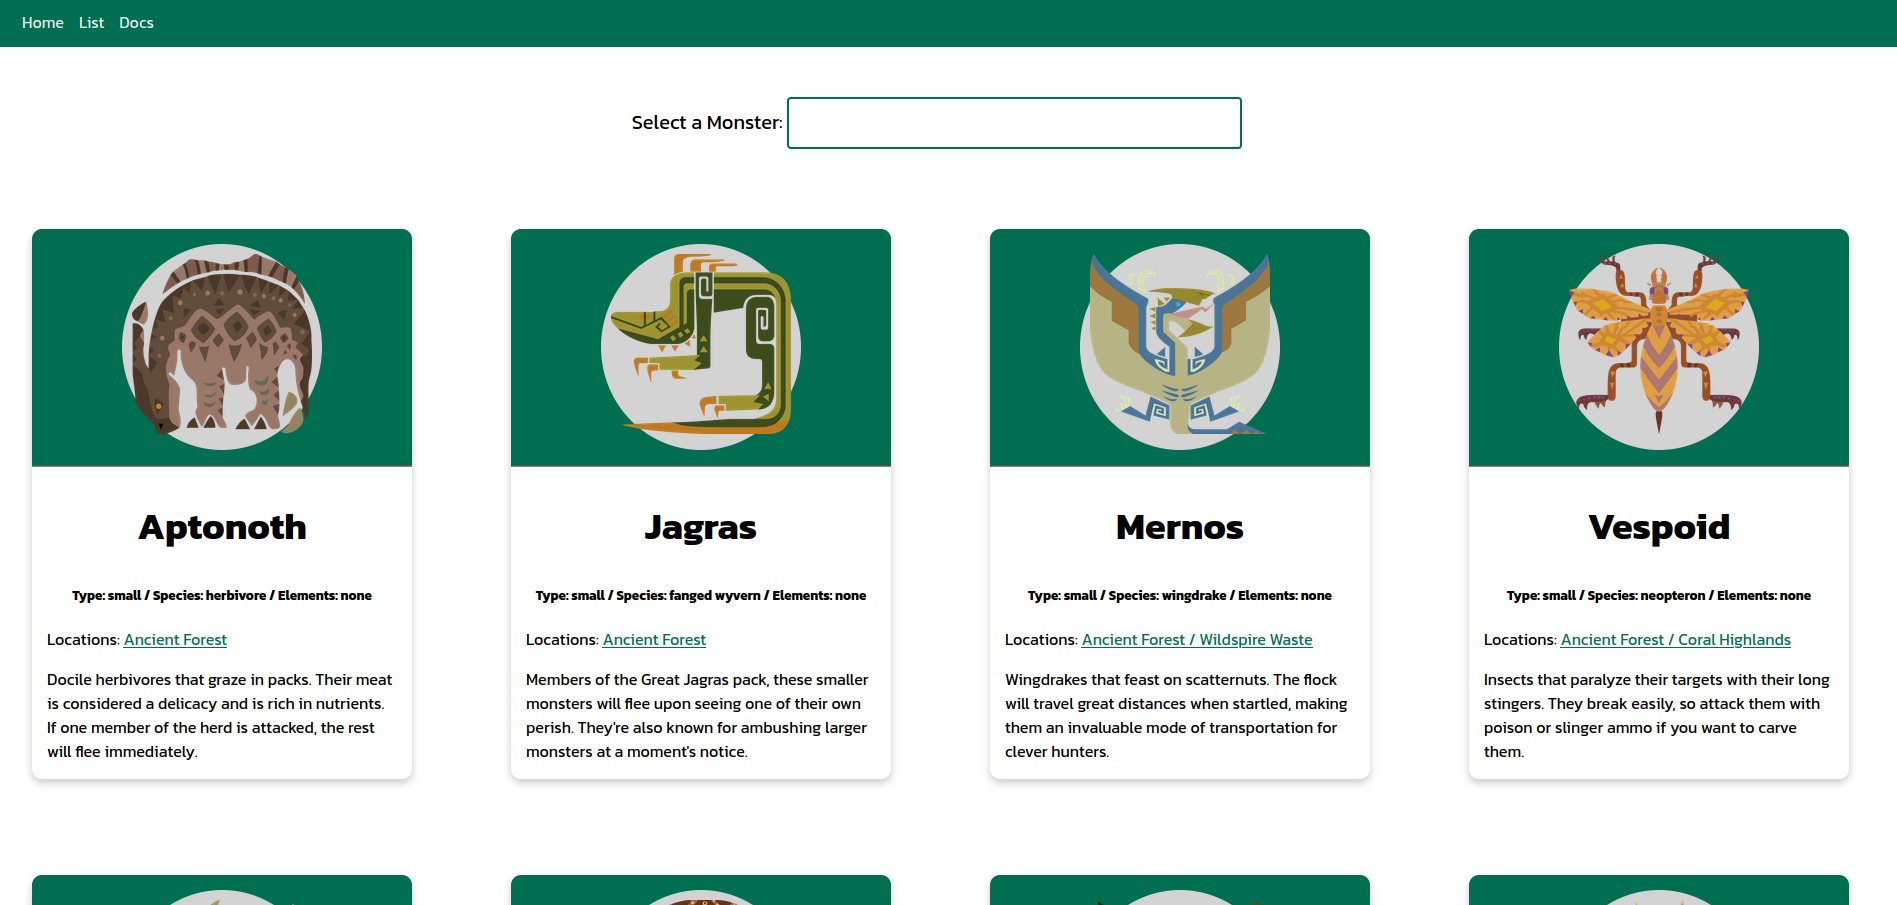 Home List Docs
Select a Monster:
Aptonoth
Type: small / Species: herbivore / Elements: none
Locations: Ancient Forest
Docile herbivores that graze in packs. Their meat
is considered a delicacy and is rich in nutrients.
If one member of the herd is attacked, the rest
will flee immediately.
Jagras
Type: small / Species: fanged wyvern / Elements: none
Locations: Ancient Forest
Members of the Great Jagras pack, these smaller
monsters will flee upon seeing one of their own
perish. They're also known for ambushing larger
monsters at a moment's notice.
Mernos
Type: small / Species: wingdrake / Elements: none
Locations: Ancient Forest / Wildspire Waste
Wingdrakes that feast on scatternuts. The flock
will travel great distances when startled, making
them an invaluable mode of transportation for
clever hunters.
Vespoid
Type: small / Species: neopteron / Elements: none
Locations: Ancient Forest / Coral Highlands
Insects that paralyze their targets with their long
stingers. They break easily, so attack them with
poison or slinger ammo if you want to carve
them.